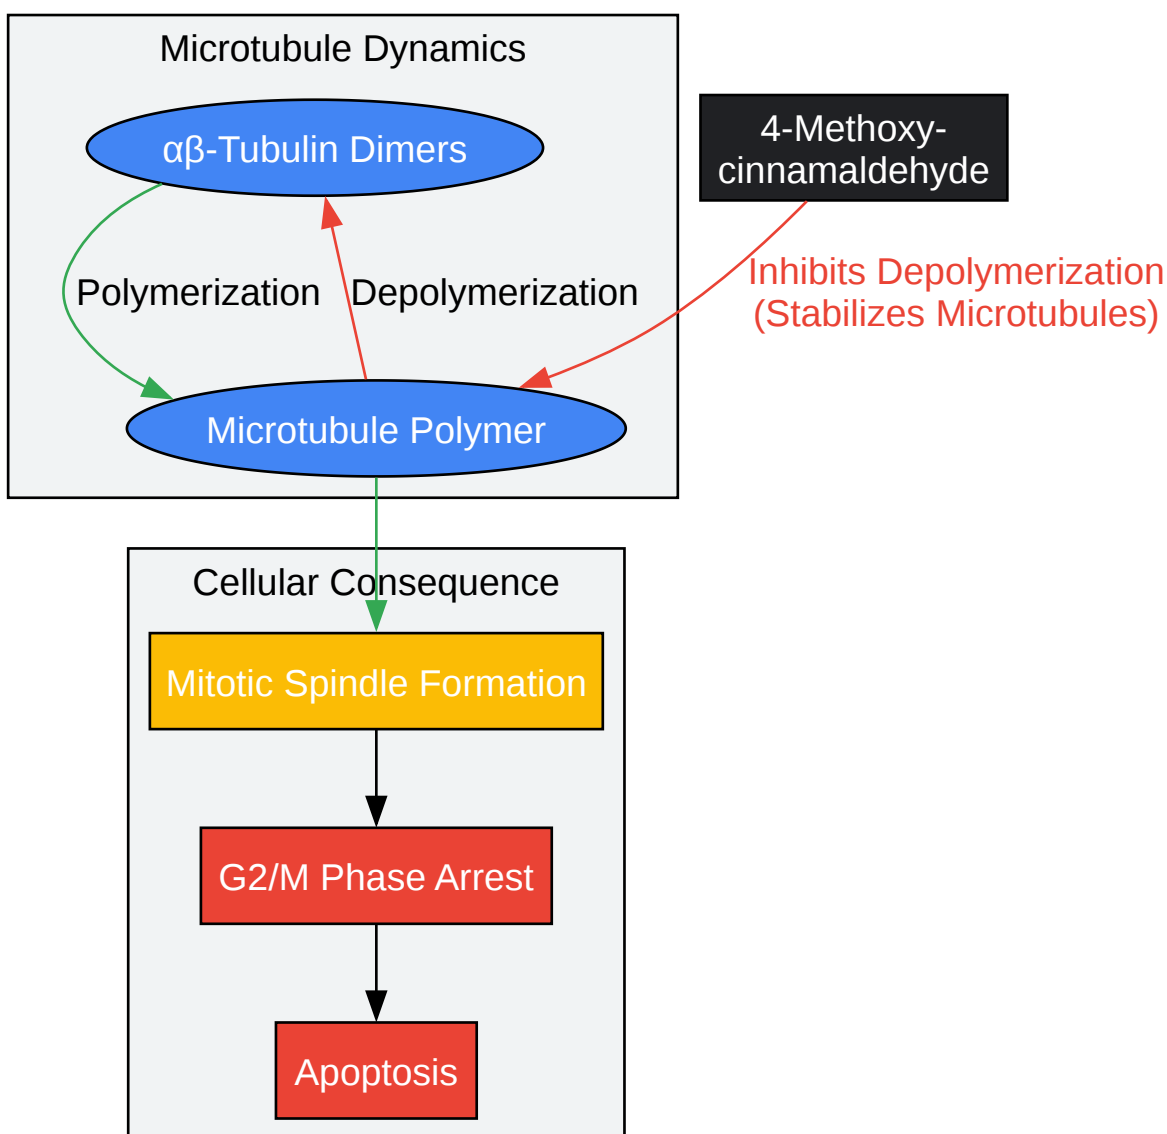 Microtubule Dynamics
αβ-Tubulin Dimers
4-Methoxy-
cinnamaldehyde
Polymerization
Depolymerization
Inhibits Depolymerization
(Stabilizes Microtubules)
Microtubule Polymer
Cellular Consequence
Mitotic Spindle Formation
G2/M Phase Arrest
Apoptosis